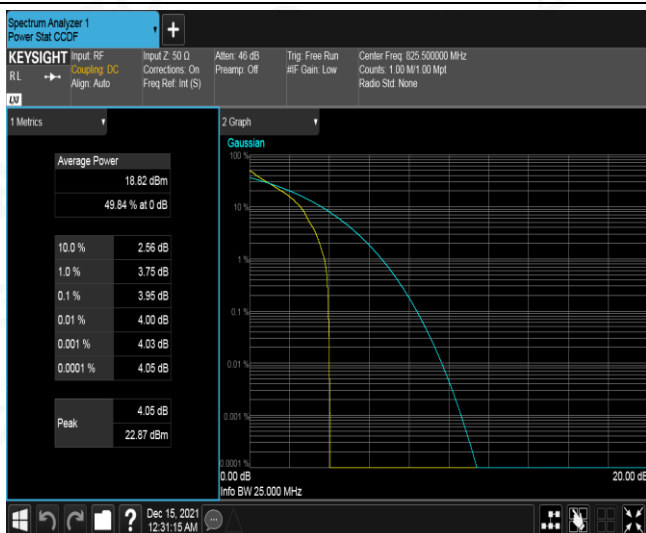 Spectrum Analyzer 1
Power Stat CCDF
+
KEYSIGHT
Input: RF
Input Z: 50 Ω
Atten: 46 dB
Trig: Free Run
Center Freq: 825.500000 MHz
RL
Coupling: DC
Corrections: On
Preamp: Off
#IF Gain: Low
Counts: 1.00 M/1.00 Mpt
Align: Auto
Freq Ref: Int (S)
Radio Std: None
LXI
1 Metrics
2 Graph
Gaussian
Average Power
18.82 dBm
49.84 % at 0 dB
10.0 % 2.56 dB
1.0 % 3.75 dB
0.1 % 3.95 dB
0.01 % 4.00 dB
0.001 % 4.03 dB
0.0001 % 4.05 dB
Peak
4.05 dB
22.87 dBm
100 %
10 %
1 %
0.1 %
0.01 %
0.001 %
0.0001 %
0.00 dB
20.00 dB
Info BW 25.000 MHz
?
Dec 15, 2021
12:31:15 AM